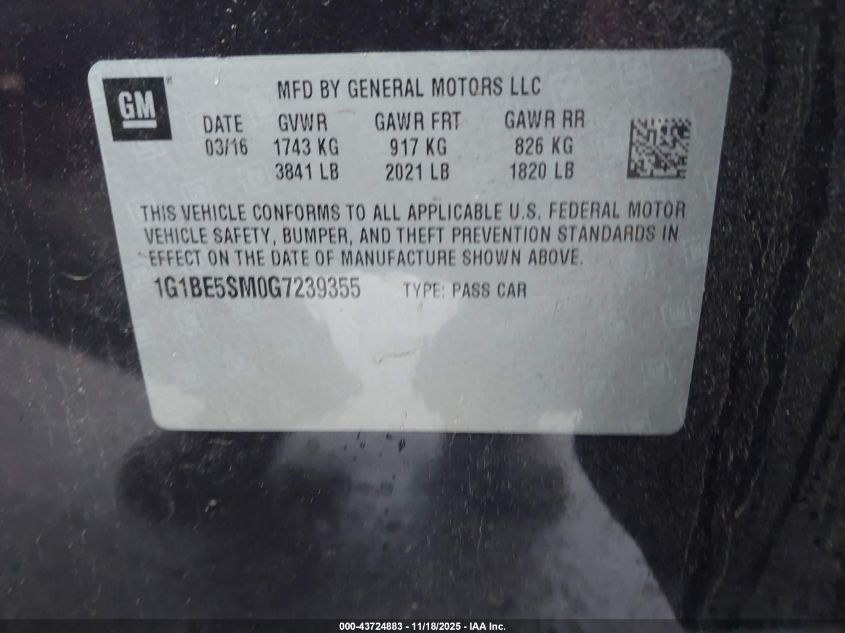 GM
MFD BY GENERAL MOTORS LLC
DATE GVWR GAWR FRT GAWR RR
03/16 1743 KG 917 KG 826 KG
3841 LB 2021 LB 1820 LB
THIS VEHICLE CONFORMS TO ALL APPLICABLE U.S. FEDERAL MOTOR
VEHICLE SAFETY, BUMPER, AND THEFT PREVENTION STANDARDS IN
EFFECT ON THE DATE OF MANUFACTURE SHOWN ABOVE.
1G1BE5SM0G7239355 TYPE: PASS CAR
000-43724883 - 11/18/2025 - IAA Inc.